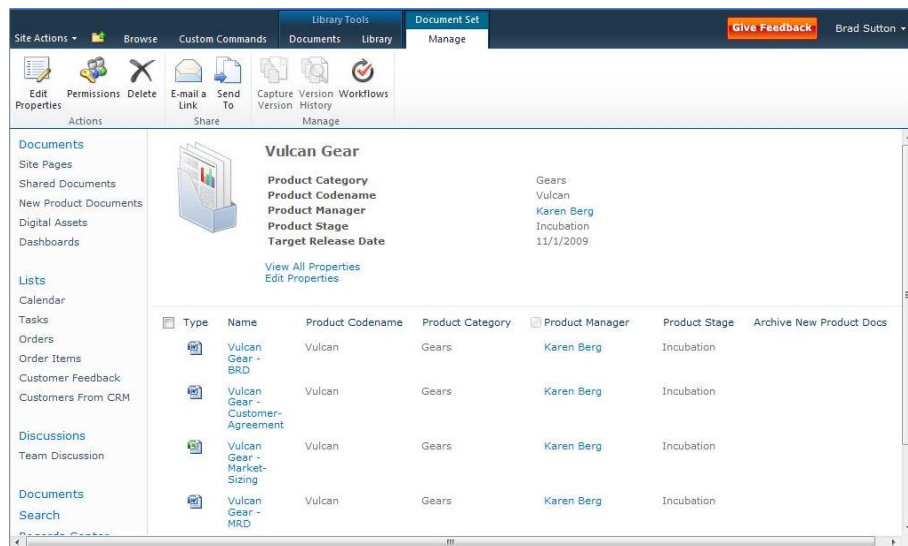 Library Tools Document Set
Site Actions Browse Custom Commands Documents Library Manage Give Feedback Brad Sutton
Edit Properties Permissions Delete E-mail a Link Send To Capture Version Version History Workflows
Actions Share Manage
Documents
Site Pages
Shared Documents
New Product Documents
Digital Assets
Dashboards
Lists
Calendar
Tasks
Orders
Order Items
Customer Feedback
Customers From CRM
Discussions
Team Discussion
Documents
Search
Records Center
Vulcan Gear
Product Category Gears
Product Codename Vulcan
Product Manager Karen Berg
Product Stage Incubation
Target Release Date 11/1/2009
View All Properties
Edit Properties
Type Name Product Codename Product Category Product Manager Product Stage Archive New Product Docs
Vulcan Vulcan Gears Karen Berg Incubation
Gear -
BRD
Vulcan Vulcan Gears Karen Berg Incubation
Gear -
Customer-
Agreement
Vulcan Vulcan Gears Karen Berg Incubation
Gear -
Market-
Sizing
Vulcan Vulcan Gears Karen Berg Incubation
Gear -
MRD